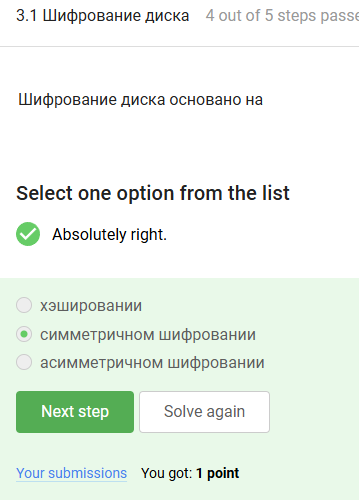 3.1 Шифрование диска 4 out of 5 steps passe
Шифрование диска основано на
Select one option from the list
Absolutely right.
хэшировании
симметричном шифровании
асимметричном шифровании
Next step Solve again
Your submissions You got: 1 point